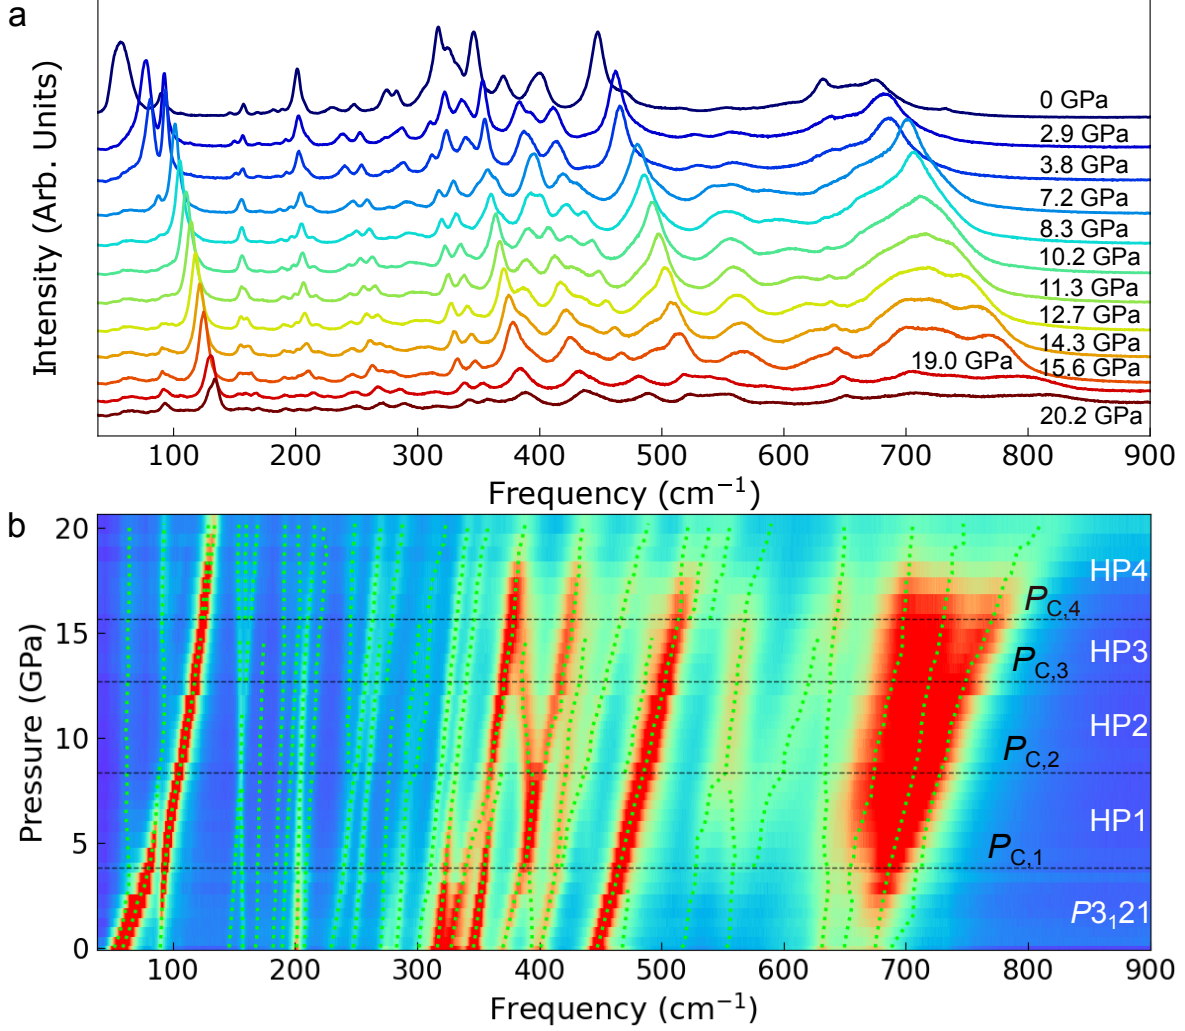 a
Intensity (Arb. Units)
0 GPa
2.9 GPa
3.8 GPa
7.2 GPa
8.3 GPa
10.2 GPa
11.3 GPa
12.7 GPa
14.3 GPa
19.0 GPa
15.6 GPa
20.2 GPa
100 200 300 400 500 600 700 800 900
Frequency (cm⁻¹)
b
Pressure (GPa)
20
15
10
5
0
HP4
P_C,4
HP3
P_C,3
HP2
P_C,2
HP1
P_C,1
P3₁21
100 200 300 400 500 600 700 800 900
Frequency (cm⁻¹)